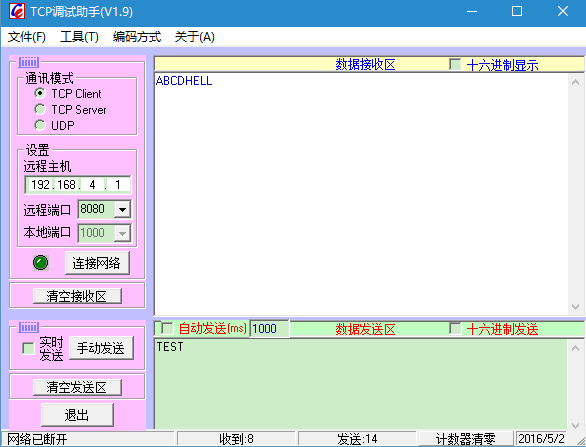 TCP调试助手(V1.9)
文件(F) 工具(T) 编码方式 关于(A)
通讯模式
TCP Client
TCP Server
UDP
设置
远程主机
192.168.4.1
远程端口 8080
本地端口 1000
连接网络
清空接收区
数据接收区 十六进制显示
ABCDHELL
自动发送(ms) 1000 数据发送区 十六进制发送
TEST
实时
发送
手动发送
清空发送区
退出
网络已断开 收到:8 发送:14 计数器清零 2016/5/2